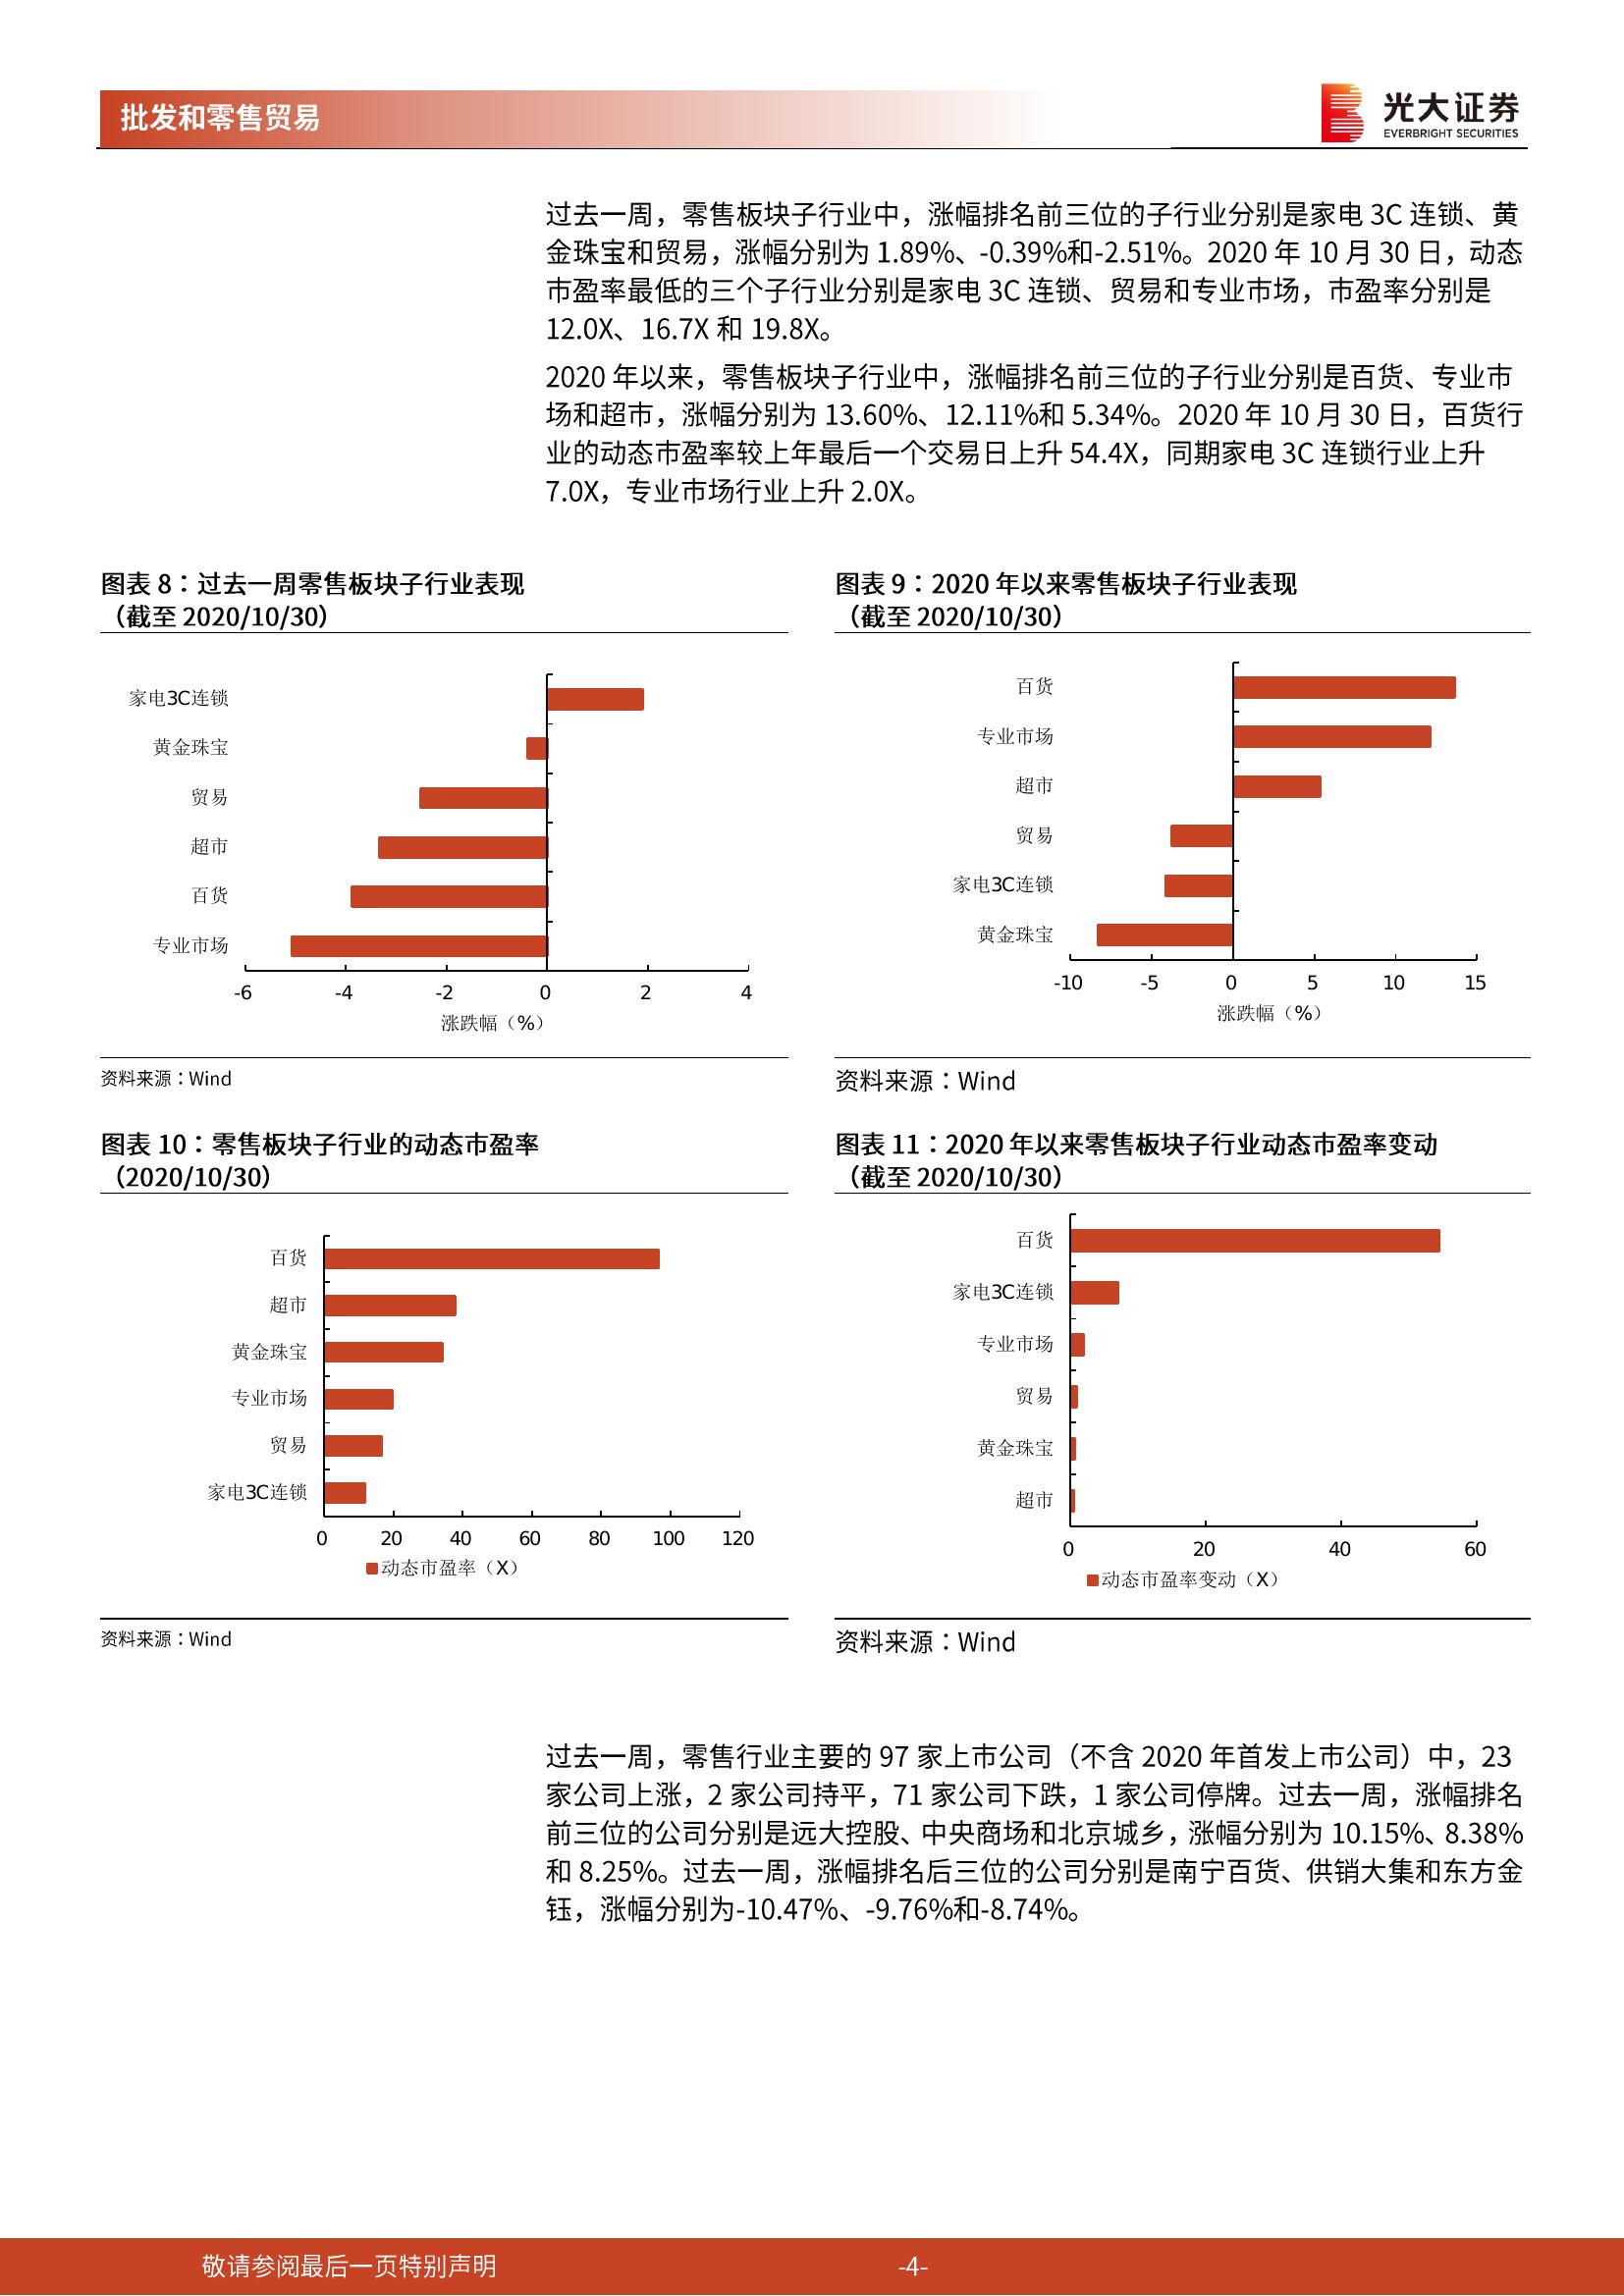 批发和零售贸易
光大证券
EVERBRIGHT SECURITIES
过去一周，零售板块子行业中，涨幅排名前三位的子行业分别是家电 3C 连锁、黄
金珠宝和贸易，涨幅分别为 1.89%、-0.39%和-2.51%。2020 年 10 月 30 日，动态
市盈率最低的三个子行业分别是家电 3C 连锁、贸易和专业市场，市盈率分别是
12.0X、16.7X 和 19.8X。
2020 年以来，零售板块子行业中，涨幅排名前三位的子行业分别是百货、专业市
场和超市，涨幅分别为 13.60%、12.11%和 5.34%。2020 年 10 月 30 日，百货行
业的动态市盈率较上年最后一个交易日上升 54.4X，同期家电 3C 连锁行业上升
7.0X，专业市场行业上升 2.0X。
图表 8：过去一周零售板块子行业表现
（截至 2020/10/30）
家电3C连锁
黄金珠宝
贸易
超市
百货
专业市场
-6 -4 -2 0 2 4
涨跌幅（%）
资料来源：Wind
图表 9：2020 年以来零售板块子行业表现
（截至 2020/10/30）
百货
专业市场
超市
贸易
家电3C连锁
黄金珠宝
-10 -5 0 5 10 15
涨跌幅（%）
资料来源：Wind
图表 10：零售板块子行业的动态市盈率
（2020/10/30）
百货
超市
黄金珠宝
专业市场
贸易
家电3C连锁
0 20 40 60 80 100 120
动态市盈率（X）
资料来源：Wind
图表 11：2020 年以来零售板块子行业动态市盈率变动
（截至 2020/10/30）
百货
家电3C连锁
专业市场
贸易
黄金珠宝
超市
0 20 40 60
动态市盈率变动（X）
资料来源：Wind
过去一周，零售行业主要的 97 家上市公司（不含 2020 年首发上市公司）中，23
家公司上涨，2 家公司持平，71 家公司下跌，1 家公司停牌。过去一周，涨幅排名
前三位的公司分别是远大控股、中央商场和北京城乡，涨幅分别为 10.15%、8.38%
和 8.25%。过去一周，涨幅排名后三位的公司分别是南宁百货、供销大集和东方金
钰，涨幅分别为-10.47%、-9.76%和-8.74%。
敬请参阅最后一页特别声明
-4-